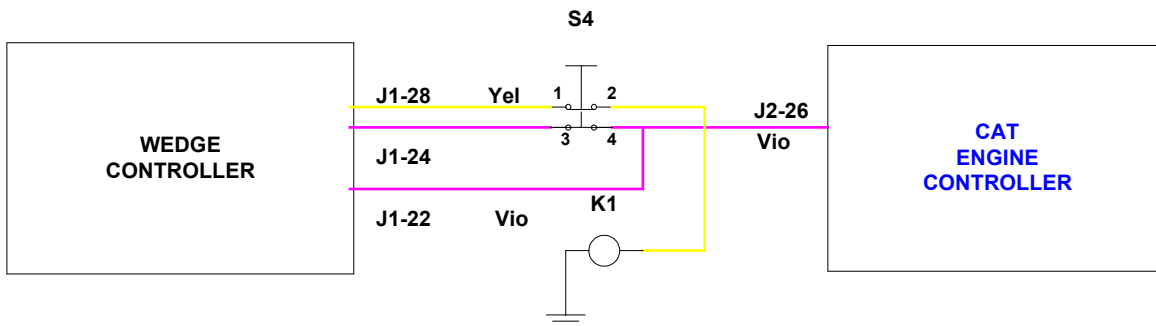 S4
J1-28 Yel
1 2
J2-26
WEDGE
CONTROLLER
3 4
Vio
CAT
ENGINE
CONTROLLER
J1-24
K1
J1-22 Vio